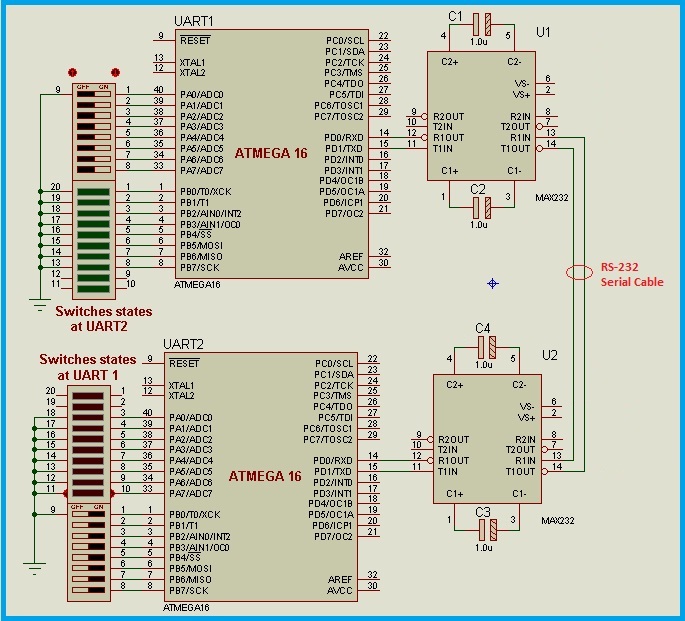 UART1
9 RESET
13 XTAL1
12 XTAL2
PC0/SCL 22
PC1/SDA 23
PC2/TCK 24
PC3/TMS 25
PC4/TDO 26
PC5/TDI 27
PC6/TOSC1 28
PC7/TOSC2 29
OFF ON
9
1 40 PA0/ADC0
2 39 PA1/ADC1
3 38 PA2/ADC2
4 37 PA3/ADC3
5 36 PA4/ADC4
6 35 PA5/ADC5
7 34 PA6/ADC6
8 33 PA7/ADC7
ATMEGA 16
PD0/RXD 14
PD1/TXD 15
PD2/INT0 16
PD3/INT1 17
PD4/OC1B 18
PD5/OC1A 19
PD6/ICP1 20
PD7/OC2 21
20 1 1 PB0/T0/XCK
19 2 2 PB1/T1
18 3 3 PB2/AIN0/INT2
17 4 4 PB3/AIN1/OC0
16 5 5 PB4/SS
15 6 6 PB5/MOSI
14 7 7 PB6/MISO
13 8 8 PB7/SCK
12 9
11 10
AREF 32
AVCC 30
ATMEGA16
Switches states
at UART2
C1
1.0u
4 5
U1
C2+ C2-
VS- 6
VS+ 2
9 R2OUT R2IN 8
10 T2IN T2OUT 7
12 R1OUT R1IN 13
11 T1IN T1OUT 14
C1+ C1-
1 3
MAX232
C2
1.0u
RS-232
Serial Cable
UART2
9 RESET
13 XTAL1
12 XTAL2
PC0/SCL 22
PC1/SDA 23
PC2/TCK 24
PC3/TMS 25
PC4/TDO 26
PC5/TDI 27
PC6/TOSC1 28
PC7/TOSC2 29
Switches states
at UART 1
20 1
19 2
18 3 40 PA0/ADC0
17 4 39 PA1/ADC1
16 5 38 PA2/ADC2
15 6 37 PA3/ADC3
14 7 36 PA4/ADC4
13 8 35 PA5/ADC5
12 9 34 PA6/ADC6
11 10 33 PA7/ADC7
ATMEGA 16
PD0/RXD 14
PD1/TXD 15
PD2/INT0 16
PD3/INT1 17
PD4/OC1B 18
PD5/OC1A 19
PD6/ICP1 20
PD7/OC2 21
OFF ON
9
1 1 PB0/T0/XCK
2 2 PB1/T1
3 3 PB2/AIN0/INT2
4 4 PB3/AIN1/OC0
5 5 PB4/SS
6 6 PB5/MOSI
7 7 PB6/MISO
8 8 PB7/SCK
AREF 32
AVCC 30
ATMEGA16
C4
1.0u
4 5
U2
C2+ C2-
VS- 6
VS+ 2
9 R2OUT R2IN 8
10 T2IN T2OUT 7
12 R1OUT R1IN 13
11 T1IN T1OUT 14
C1+ C1-
1 3
MAX232
C3
1.0u